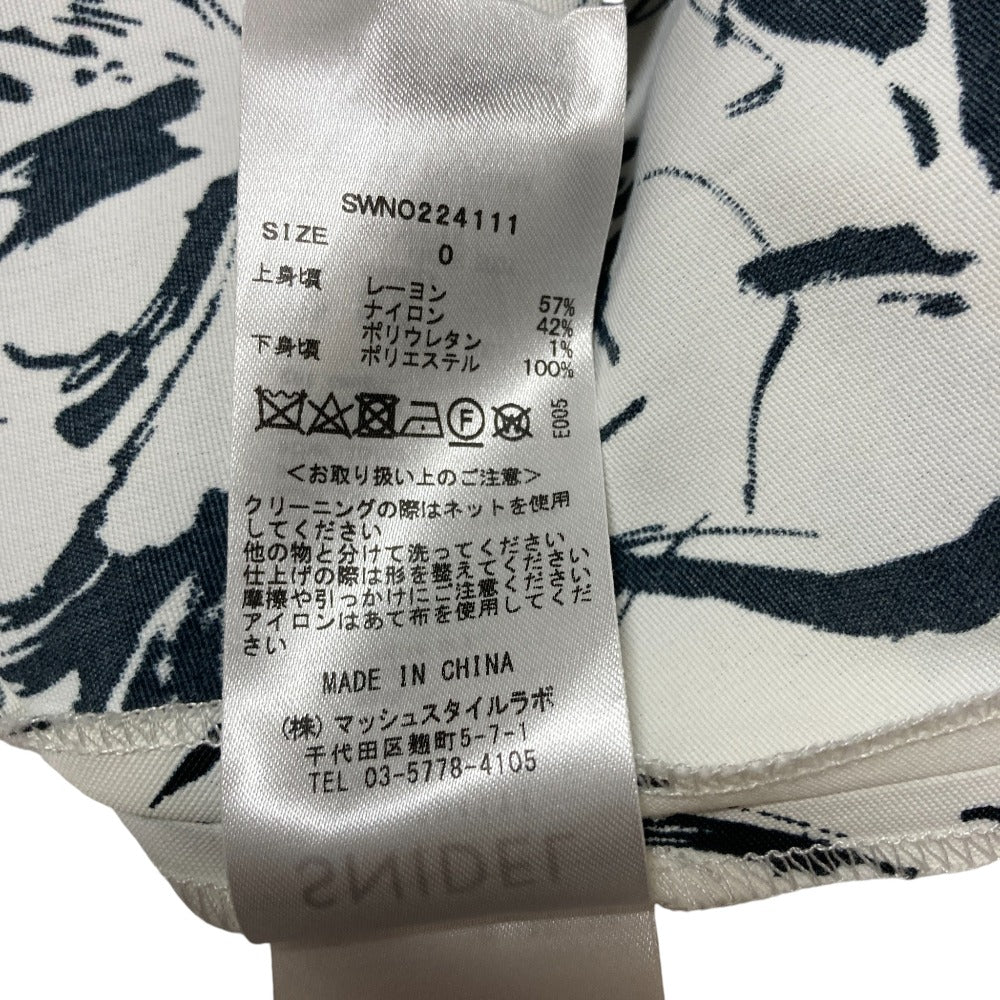 SWNO224111
SIZE 0
上身頃 レーヨン 57%
ナイロン 42%
ポリウレタン 1%
下身頃 ポリエステル 100%
F W E005
<お取り扱い上のご注意>
クリーニングの際はネットを使用
してください
他の物と分けて洗ってください
仕上げの際は形を整えてください
摩擦や引っかけにご注意ください
アイロンはあて布を使用してくだ
さい
MADE IN CHINA
(株)マッシュスタイルラボ
千代田区麹町5-7-1
TEL 03-5778-4105
SNIDEL